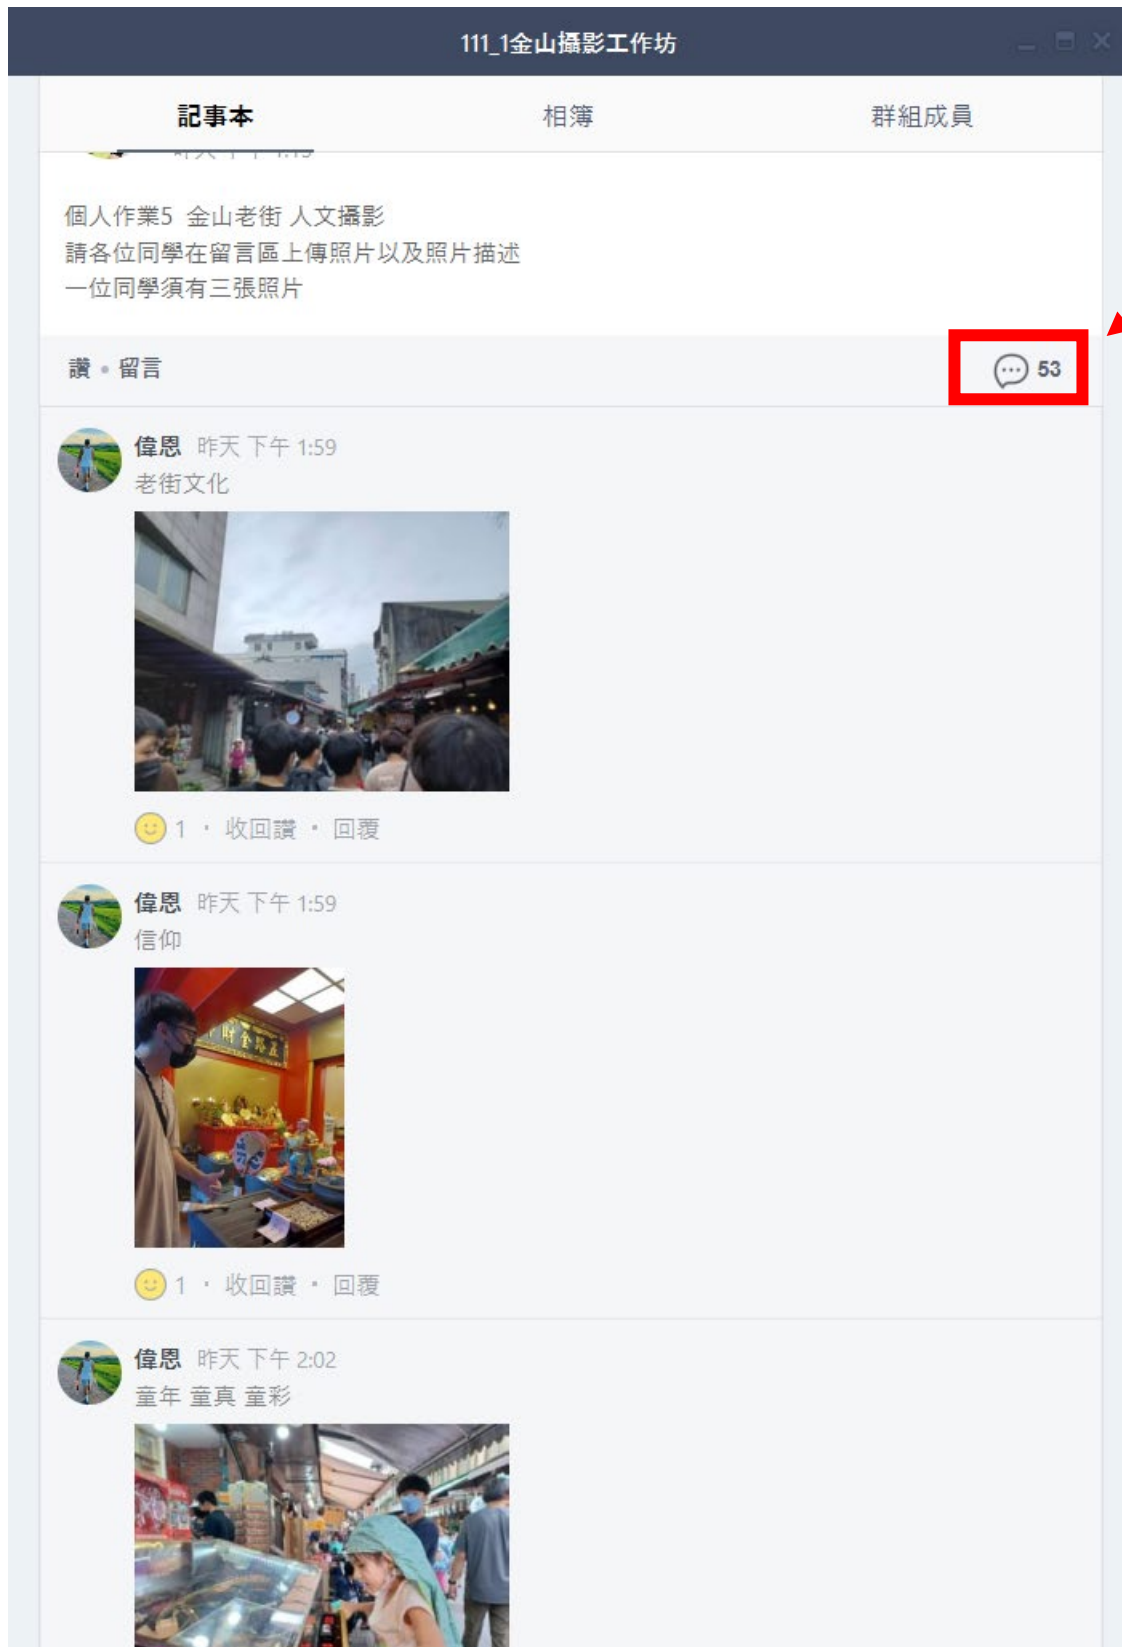 111_1金山攝影工作坊
記事本 相簿 群組成員
個人作業5 金山老街 人文攝影
請各位同學在留言區上傳照片以及照片描述
一位同學須有三張照片
讚 • 留言 53
偉恩 昨天 下午 1:59
老街文化
1 · 收回讚 · 回覆
偉恩 昨天 下午 1:59
信仰
1 · 收回讚 · 回覆
偉恩 昨天 下午 2:02
童年 童真 童彩